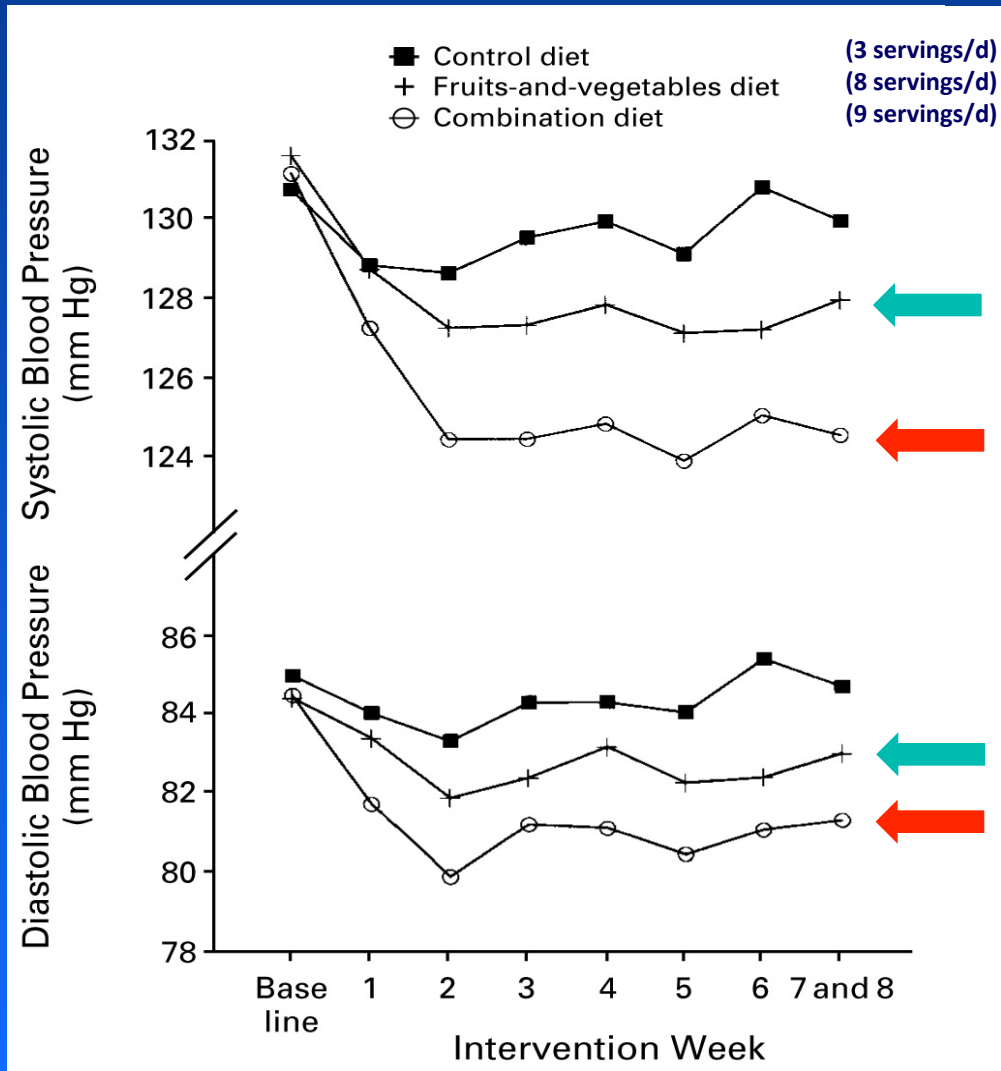 Control diet (3 servings/d)
Fruits-and-vegetables diet (8 servings/d)
Combination diet (9 servings/d)
Systolic Blood Pressure
(mm Hg)
132
130
128
126
124
Diastolic Blood Pressure
(mm Hg)
86
84
82
80
78
Base 1 2 3 4 5 6 7 and 8
line
Intervention Week